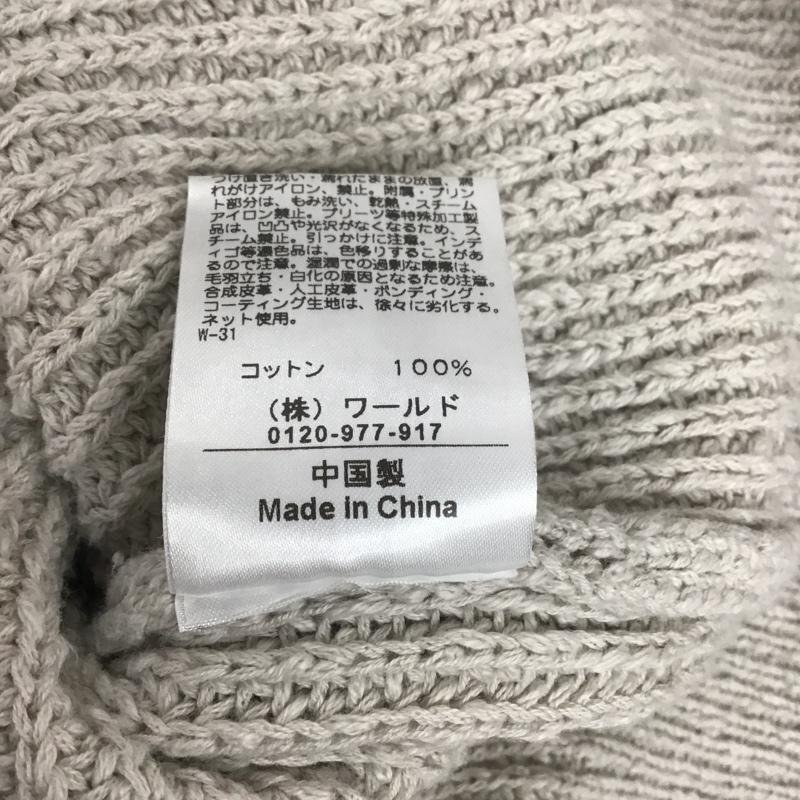 つけ置き洗い・濡れたままの放置、濡
れがけアイロン、禁止。附属・プリン
ト部分は、もみ洗い、乾熱・スチーム
アイロン禁止。プリーツ等特殊加工製
品は、凹凸や光沢がなくなるため、ス
チーム禁止。引っかけに注意。インデ
ィゴ等濃色品は、色移りすることがあ
るので注意。湿潤での過剰な摩擦は、
毛羽立ち・白化の原因となるため注意。
合成皮革・人工皮革・ボンディング・
コーティング生地は、徐々に劣化する。
ネット使用。
W-31
コットン 100%
（株）ワールド
0120-977-917
中国製
Made in China